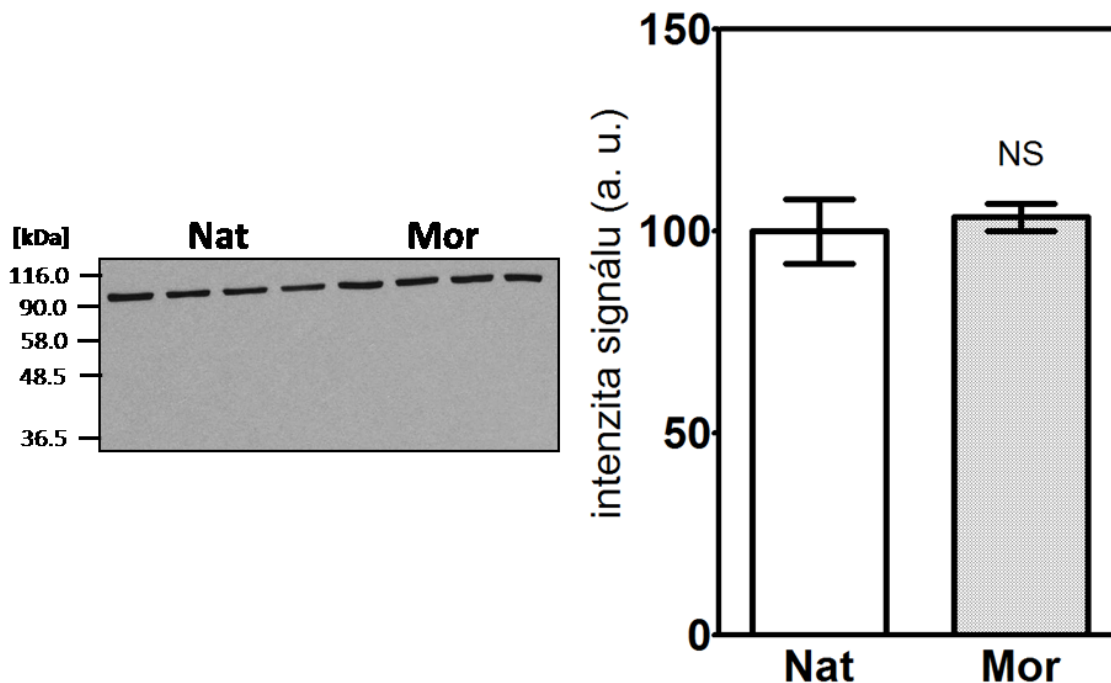 [kDa]
Nat
Mor
116.0
90.0
58.0
48.5
36.5
intenzita signálu (a. u.)
150
100
50
0
NS
Nat
Mor